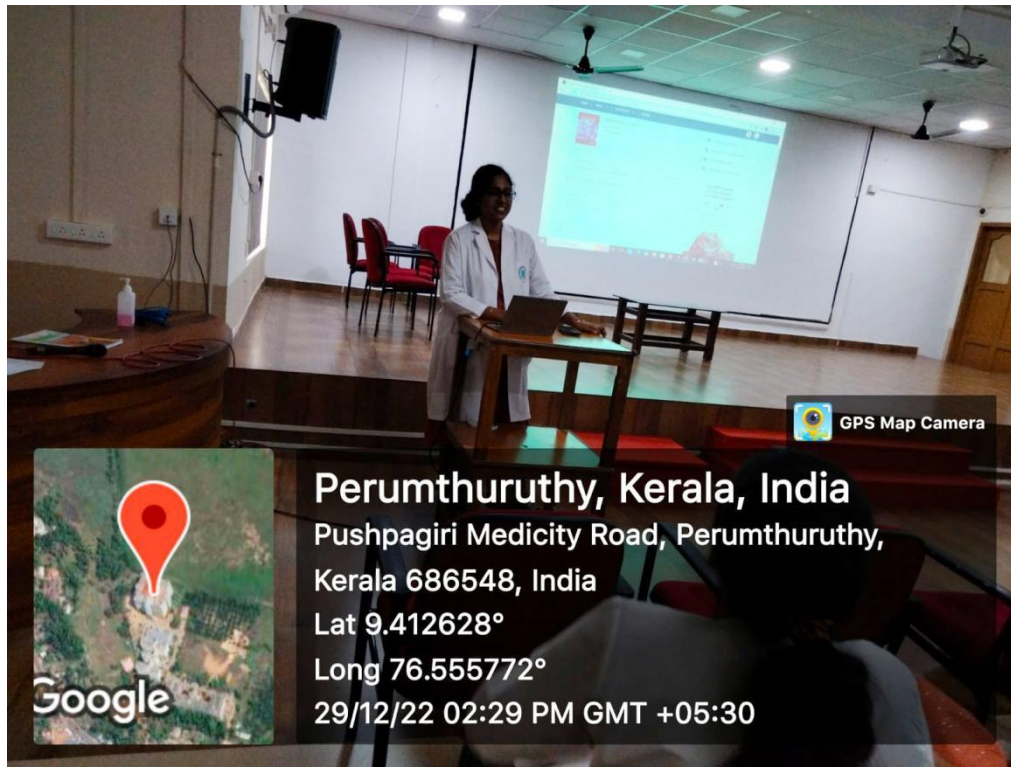 GPS Map Camera
Perumthuruthy, Kerala, India
Pushpagiri Medicity Road, Perumthuruthy,
Kerala 686548, India
Lat 9.412628°
Long 76.555772°
29/12/22 02:29 PM GMT +05:30
Google